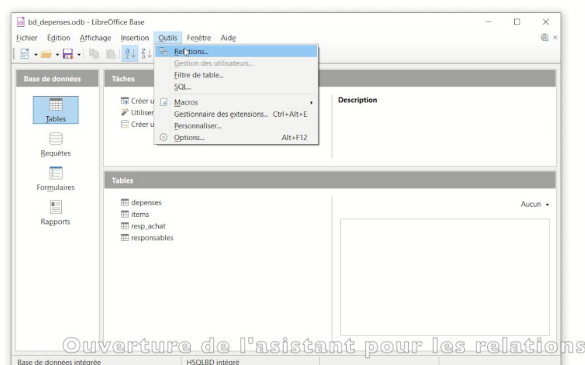 bd_depenses.odb - LibreOffice Base
Fichier Édition Affichage Insertion Outils Fenêtre Aide
Relations...
Gestion des utilisateurs...
Filtre de table...
SQL...
Macros
Gestionnaire des extensions... Ctrl+Alt+E
Personnaliser...
Options... Alt+F12
Base de données
Tables
Requêtes
Formulaires
Rapports
Tâches
Créer u
Utiliser
Créer u
Description
Tables
depenses
items
resp_achat
responsables
Aucun
Ouverture de l'asistant pour les relations
Base de données intégrée HSQLBD intégré